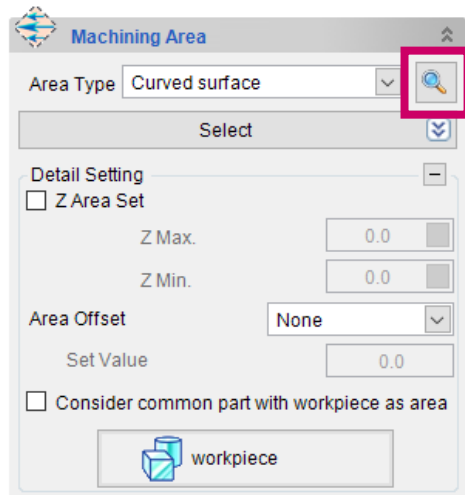 Machining Area
Area Type Curved surface
Select
Detail Setting
Z Area Set
Z Max. 0.0
Z Min. 0.0
Area Offset None
Set Value 0.0
Consider common part with workpiece as area
workpiece